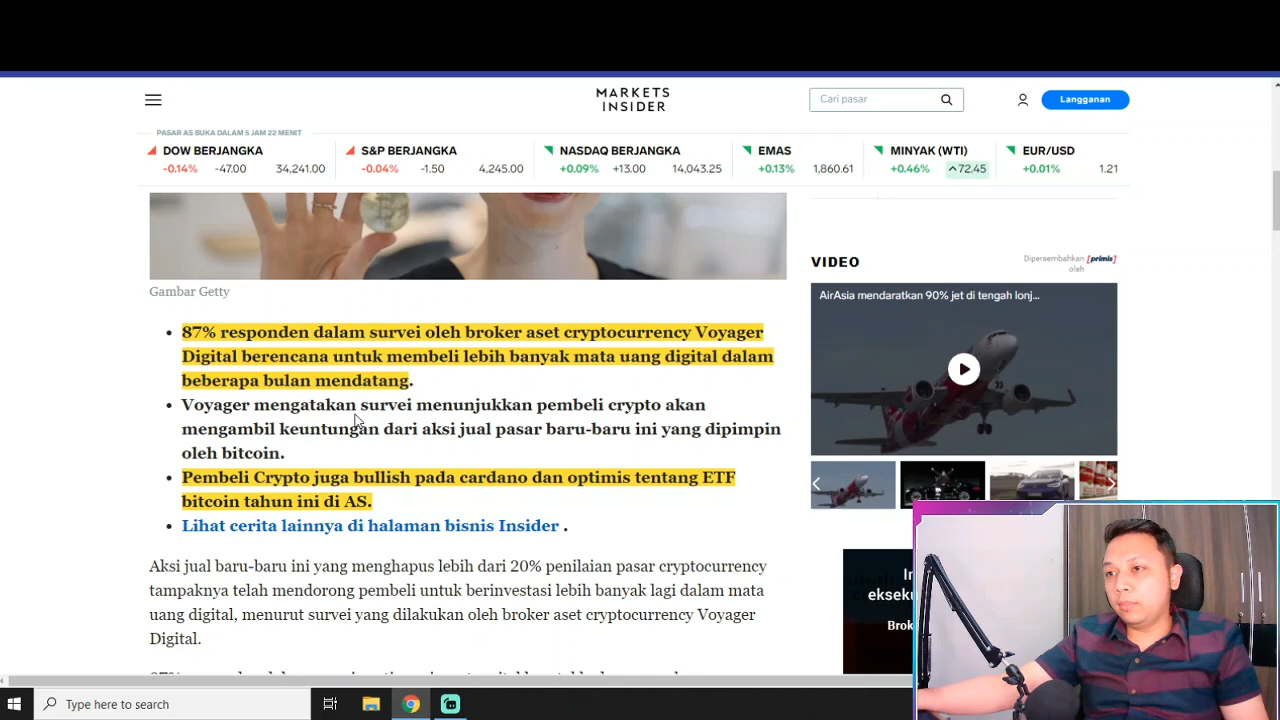 MARKETS
INSIDER
Cari pasar
Langganan
PASAR AS BUKA DALAM 5 JAM 22 MENIT
DOW BERJANGKA
-0.14% -47.00 34,241.00
S&P BERJANGKA
-0.04% -1.50 4,245.00
NASDAQ BERJANGKA
+0.09% +13.00 14,043.25
EMAS
+0.13% 1,860.61
MINYAK (WTI)
+0.46% 72.45
EUR/USD
+0.01% 1.21
Gambar Getty
87% responden dalam survei oleh broker aset cryptocurrency Voyager
Digital berencana untuk membeli lebih banyak mata uang digital dalam
beberapa bulan mendatang.
Voyager mengatakan survei menunjukkan pembeli crypto akan
mengambil keuntungan dari aksi jual pasar baru-baru ini yang dipimpin
oleh bitcoin.
Pembeli Crypto juga bullish pada cardano dan optimis tentang ETF
bitcoin tahun ini di AS.
Lihat cerita lainnya di halaman bisnis Insider .
Aksi jual baru-baru ini yang menghapus lebih dari 20% penilaian pasar cryptocurrency
tampaknya telah mendorong pembeli untuk berinvestasi lebih banyak lagi dalam mata
uang digital, menurut survei yang dilakukan oleh broker aset cryptocurrency Voyager
Digital.
VIDEO
Dipersembahkan
oleh
[primis]
AirAsia mendaratkan 90% jet di tengah lonj...
eksek
Brok
Type here to search